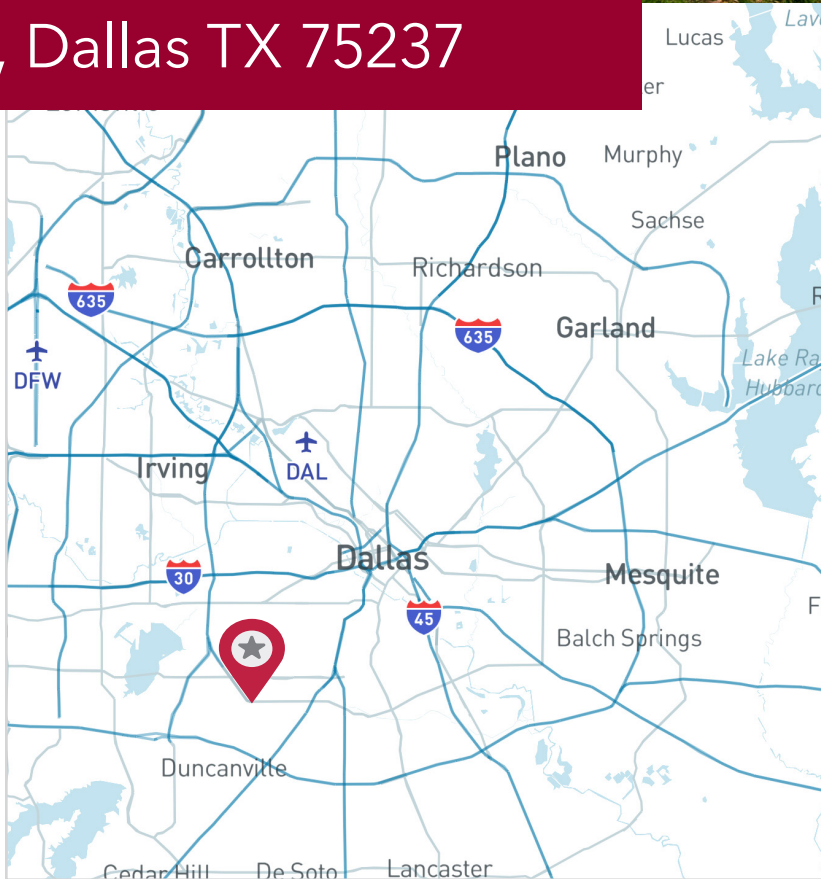 , Dallas TX 75237
Lucas
Plano
Murphy
Sachse
Carrollton
Richardson
635
635
Garland
DFW
Lake Ra
Hubbard
Irving
DAL
Dallas
30
Mesquite
45
Balch Springs
Duncanville
Cedar Hill
De Soto
Lancaster